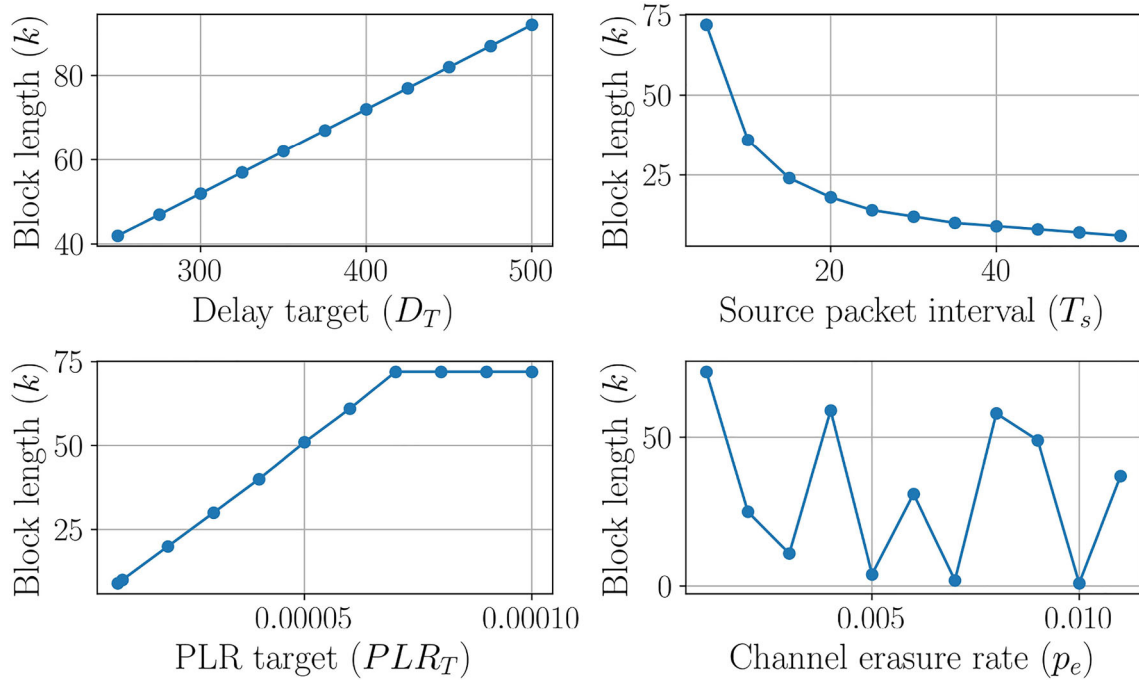 Block length (k)
80
60
40
300
400
500
Delay target (D_T)
Block length (k)
75
50
25
20
40
Source packet interval (T_s)
Block length (k)
75
50
25
0.00005
0.00010
PLR target (PLR_T)
Block length (k)
50
0
0.005
0.010
Channel erasure rate (p_e)